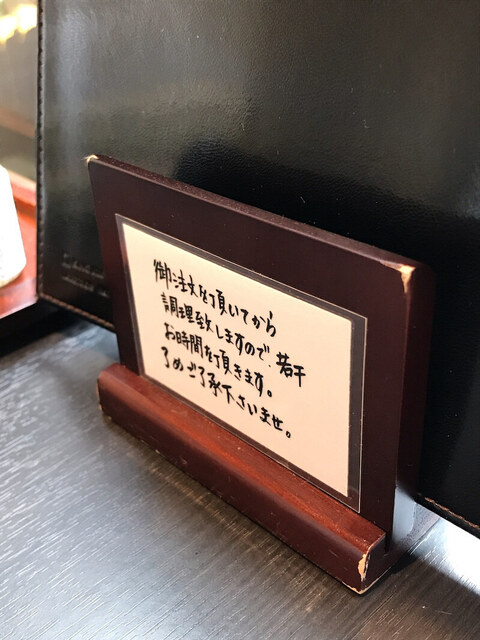 御注文を頂いてから
調理致しますので、若干
お時間を頂きます。
予めご了承下さいませ。